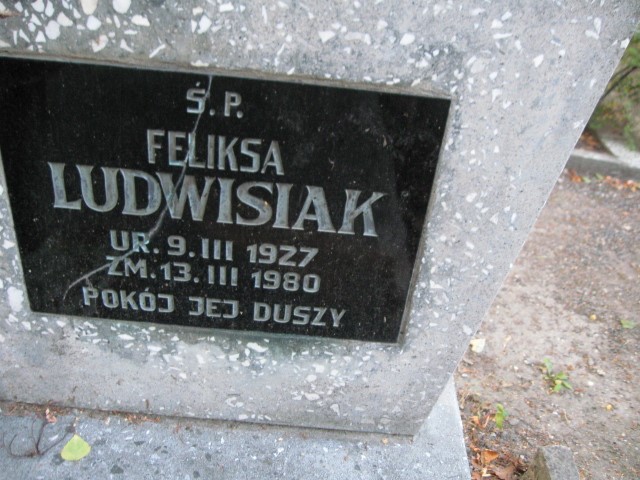 Ś.P.
FELIKSA
LUDWISIAK
UR. 9.III 1927
ZM. 13.III 1980
POKÓJ JEJ DUSZY